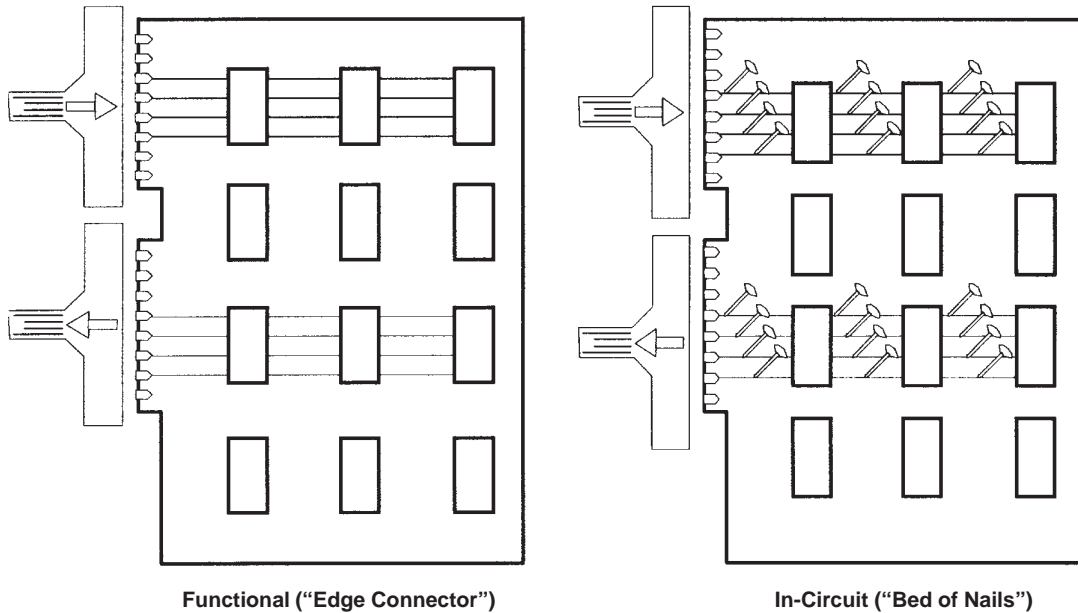 Functional (“Edge Connector”)
In-Circuit (“Bed of Nails”)